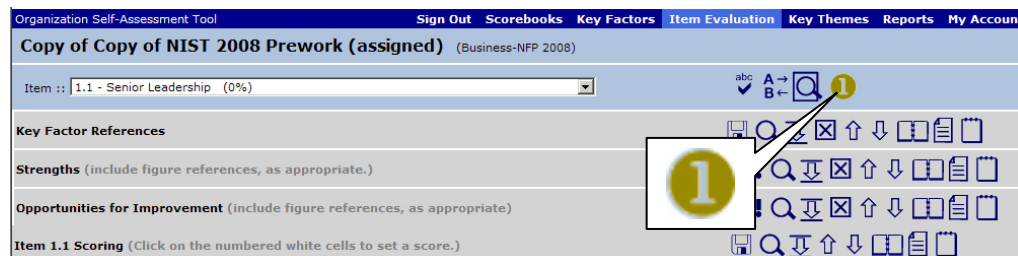 Organization Self-Assessment Tool Sign Out Scorebooks Key Factors Item Evaluation Key Themes Reports My Accoun
Copy of Copy of NIST 2008 Prework (assigned) (Business-NFP 2008)
Item :: 1.1 - Senior Leadership (0%) abc A B 1
Key Factor References
Strengths (include figure references, as appropriate.)
1
Opportunities for Improvement (include figure references, as appropriate) !
Item 1.1 Scoring (Click on the numbered white cells to set a score.)